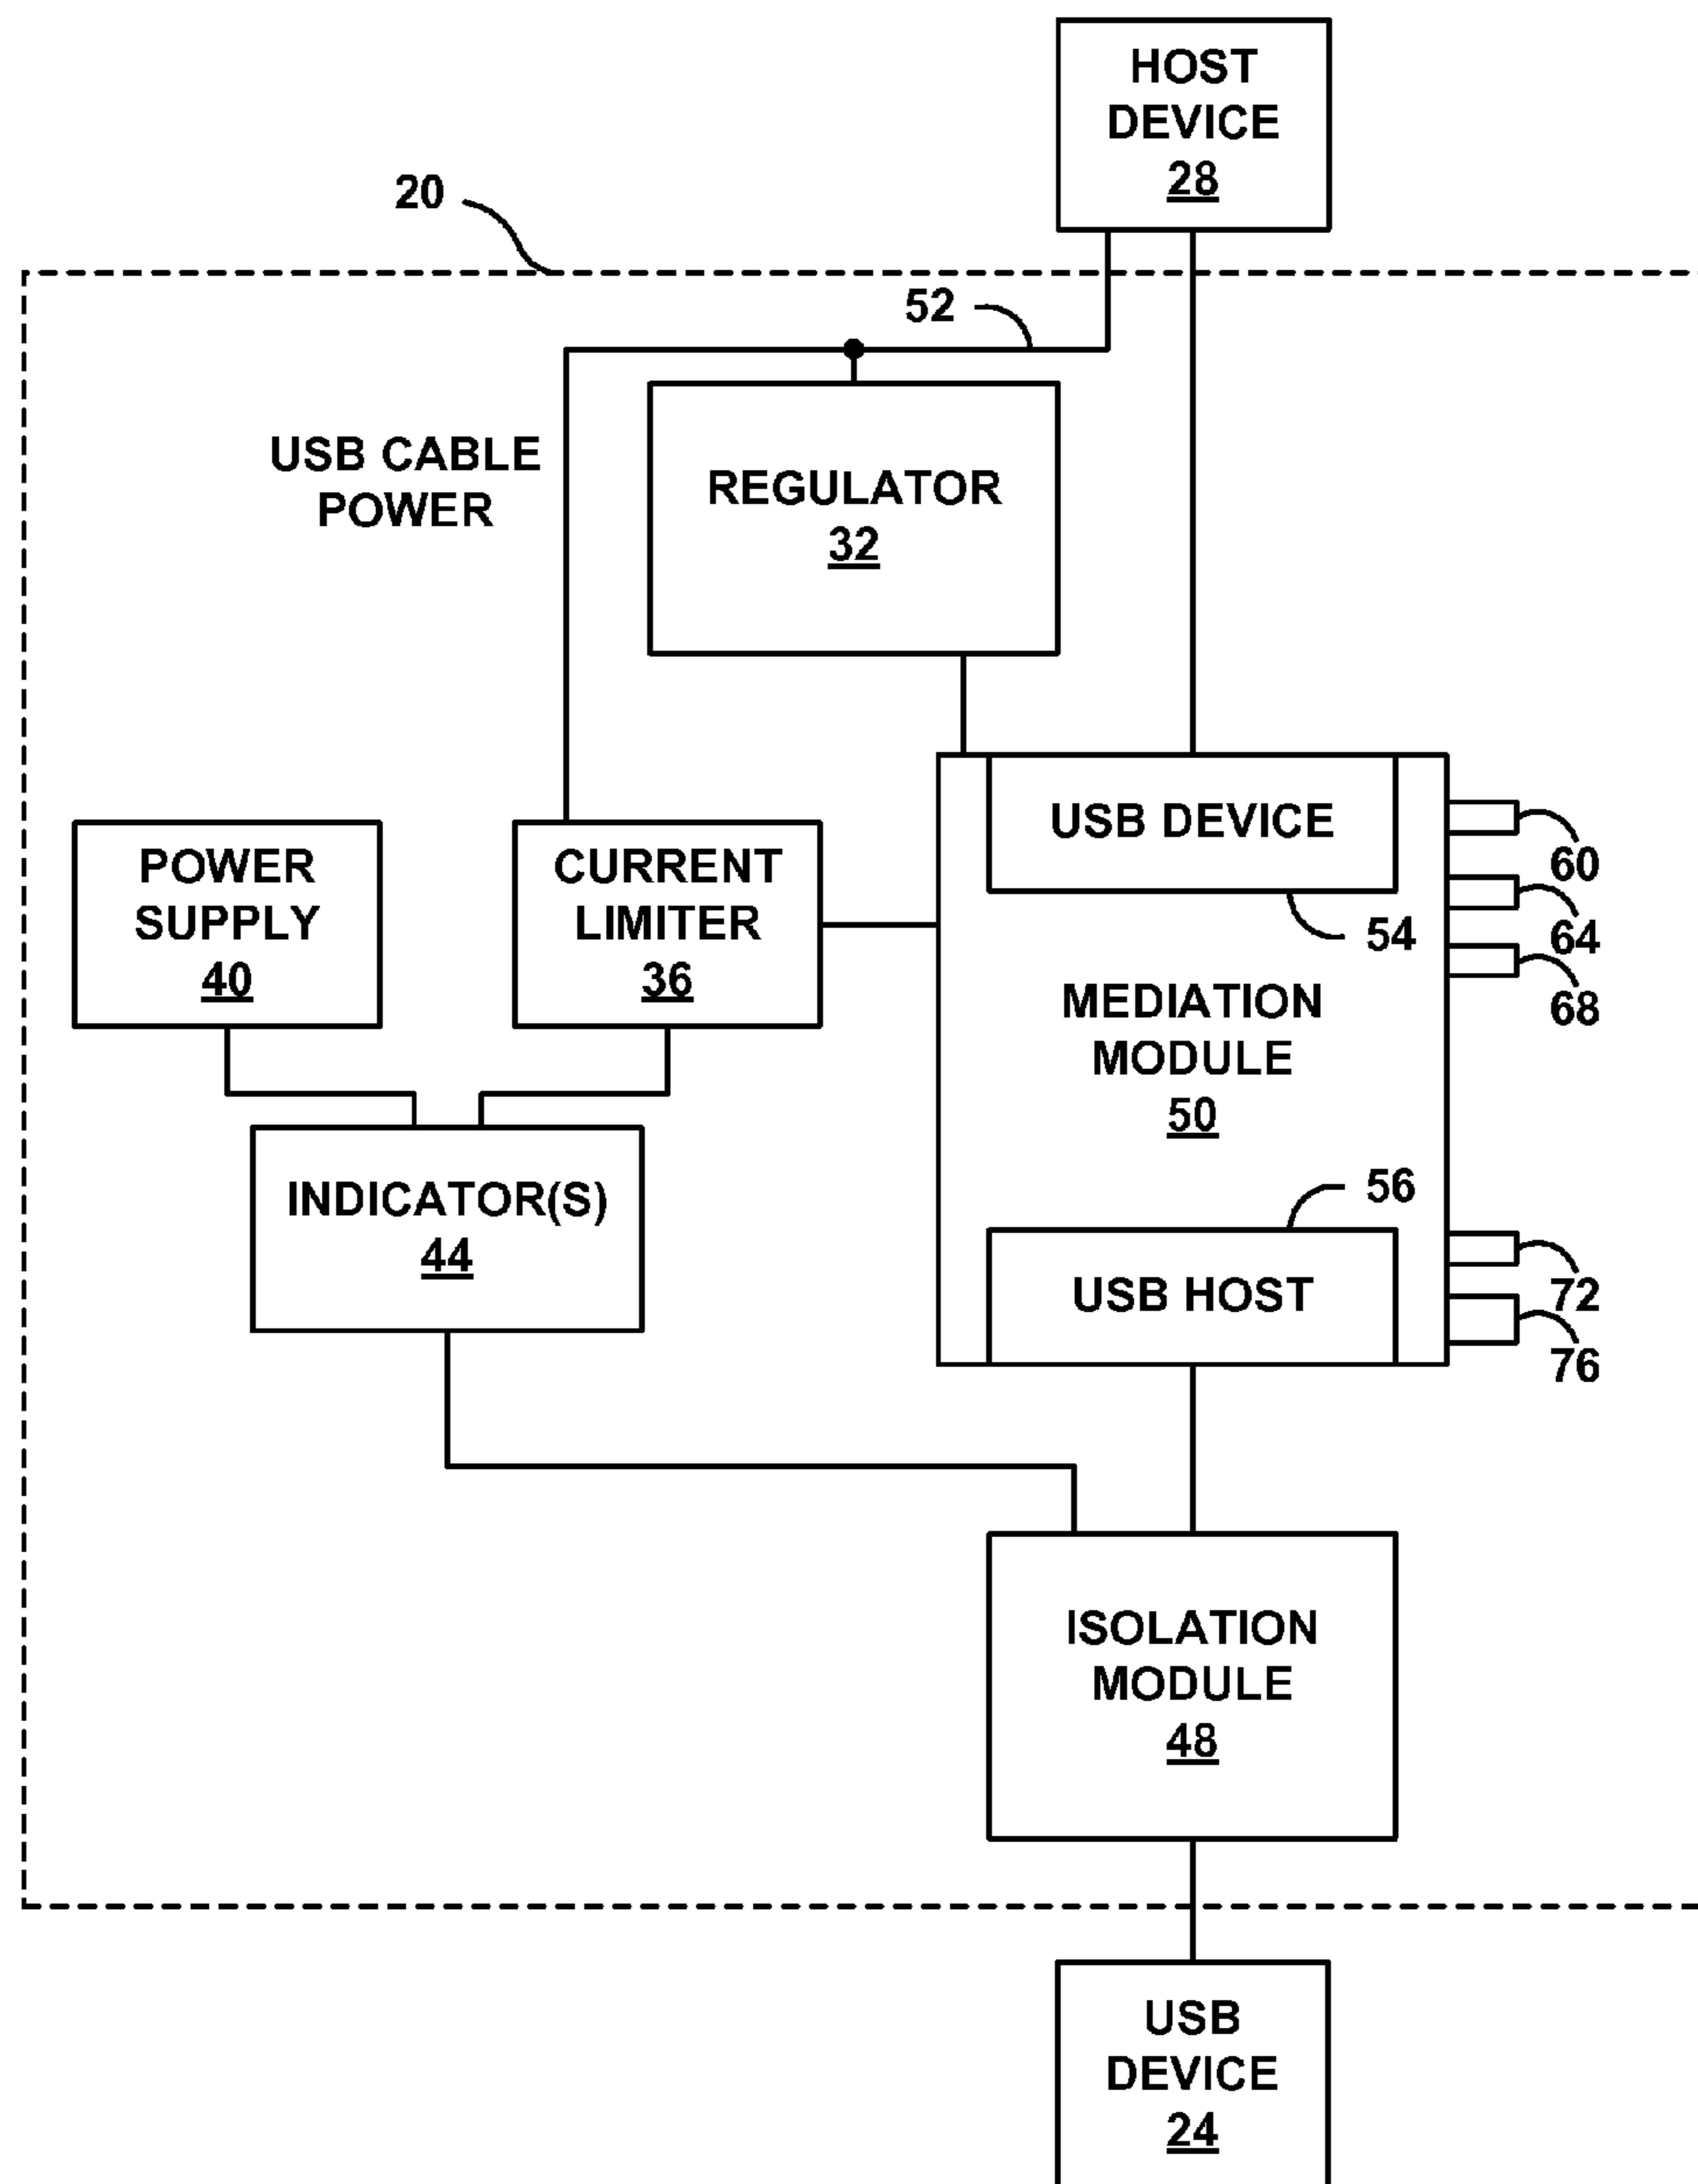 HOST
DEVICE
28
20
52
USB CABLE
POWER
REGULATOR
32
USB DEVICE
60
POWER
SUPPLY
40
CURRENT
LIMITER
36
54
64
68
MEDIATION
MODULE
50
INDICATOR(S)
44
56
USB HOST
72
76
ISOLATION
MODULE
48
USB
DEVICE
24